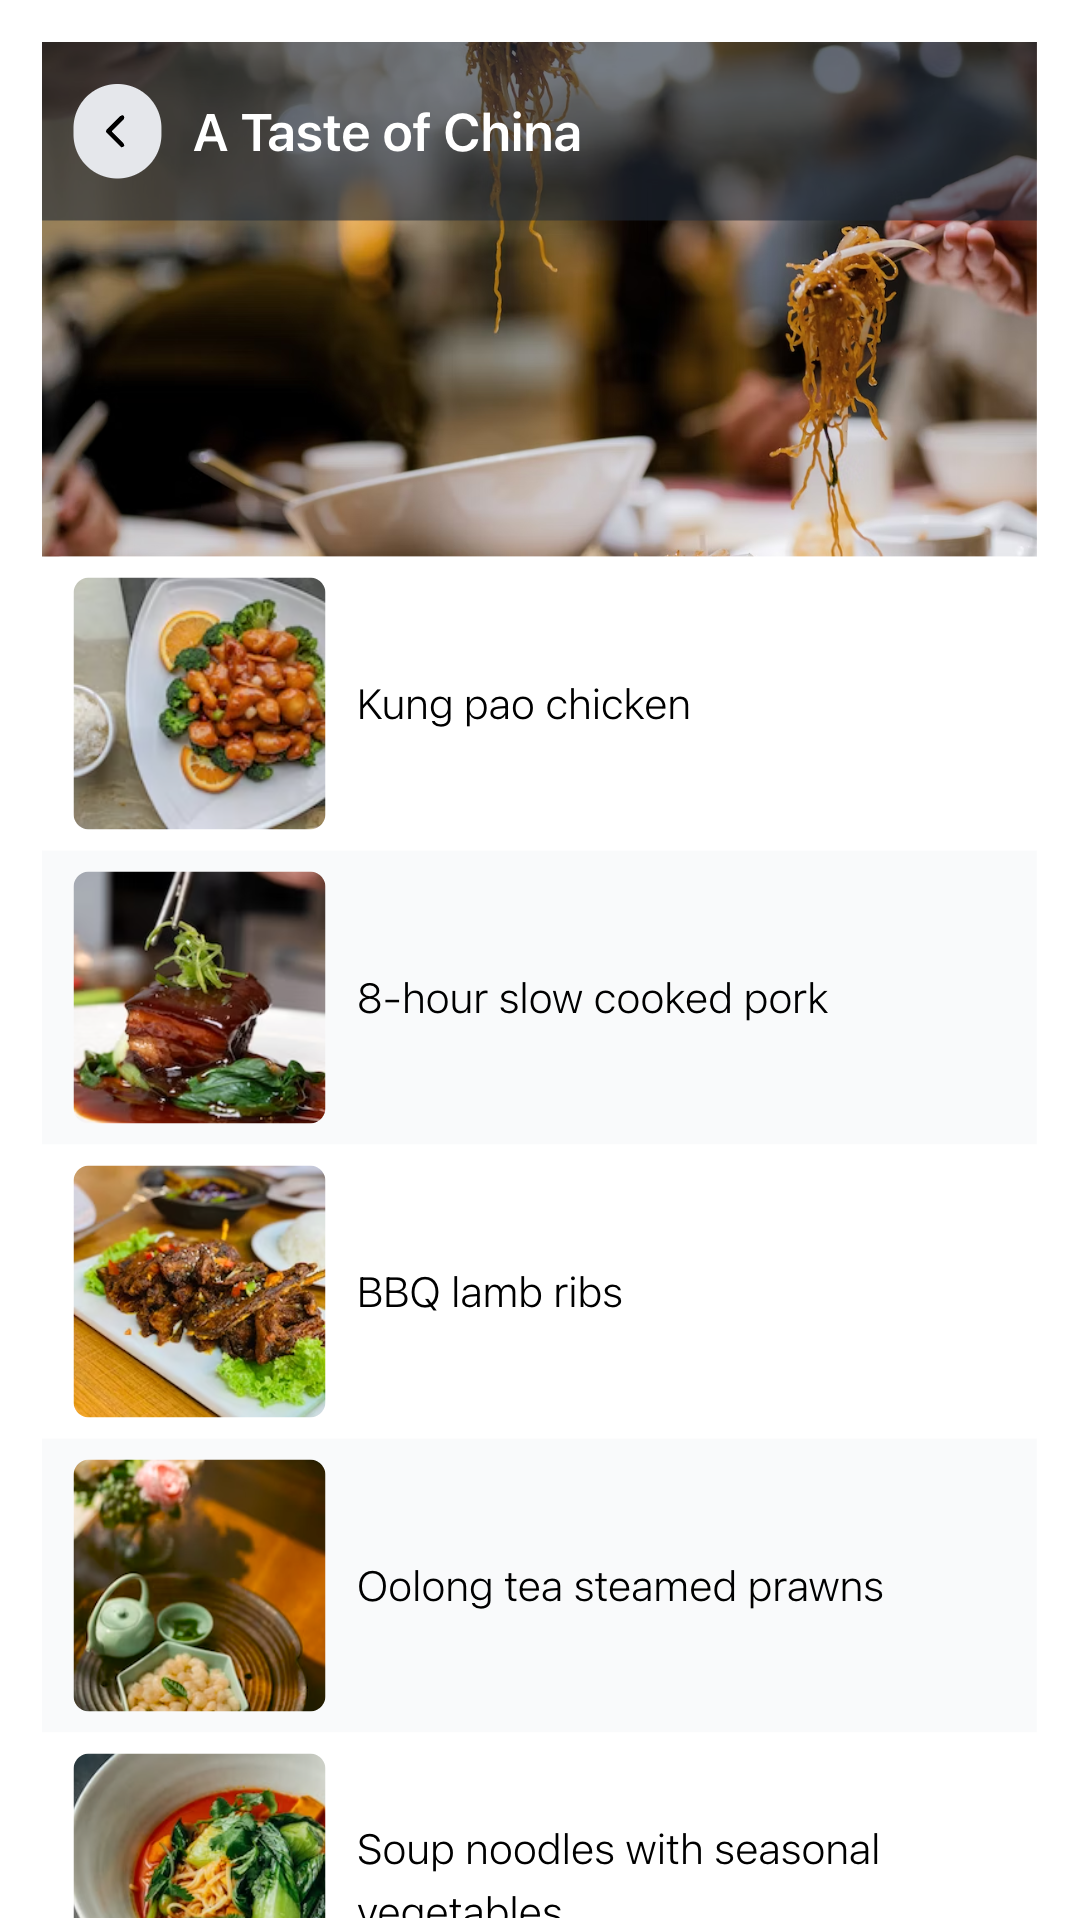 A Taste of China
Kung pao chicken
8-hour slow cooked pork
BBQ lamb ribs
Oolong tea steamed prawns
Soup noodles with seasonal
vegetables